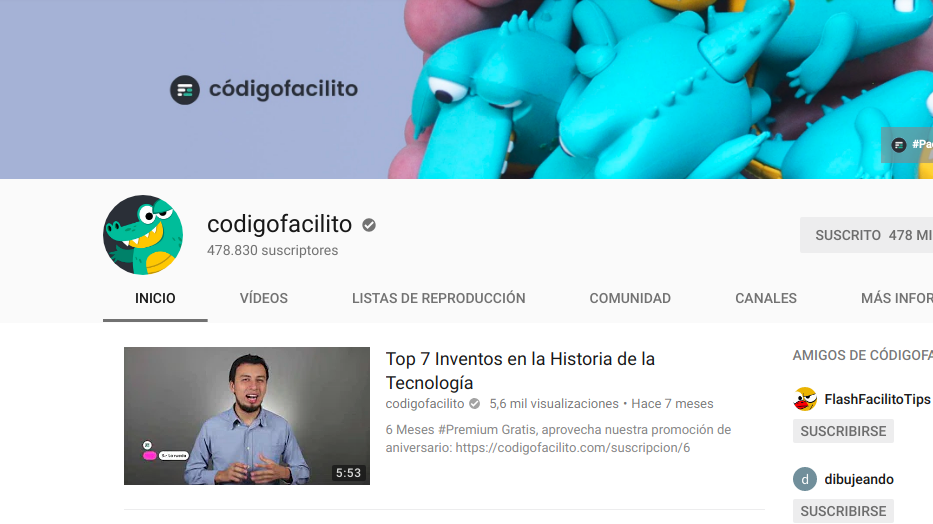 códigofacilito
#Pa
codigofacilito
478.830 suscriptores
SUSCRITO 478 MI
INICIO
VÍDEOS
LISTAS DE REPRODUCCIÓN
COMUNIDAD
CANALES
MÁS INFOR
Top 7 Inventos en la Historia de la
Tecnología
codigofacilito 5,6 mil visualizaciones • Hace 7 meses
6 Meses #Premium Gratis, aprovecha nuestra promoción de
aniversario: https://codigofacilito.com/suscripcion/6
5:53
AMIGOS DE CÓDIGOFA
FlashFacilitoTips
SUSCRIBIRSE
d
dibujeando
SUSCRIBIRSE